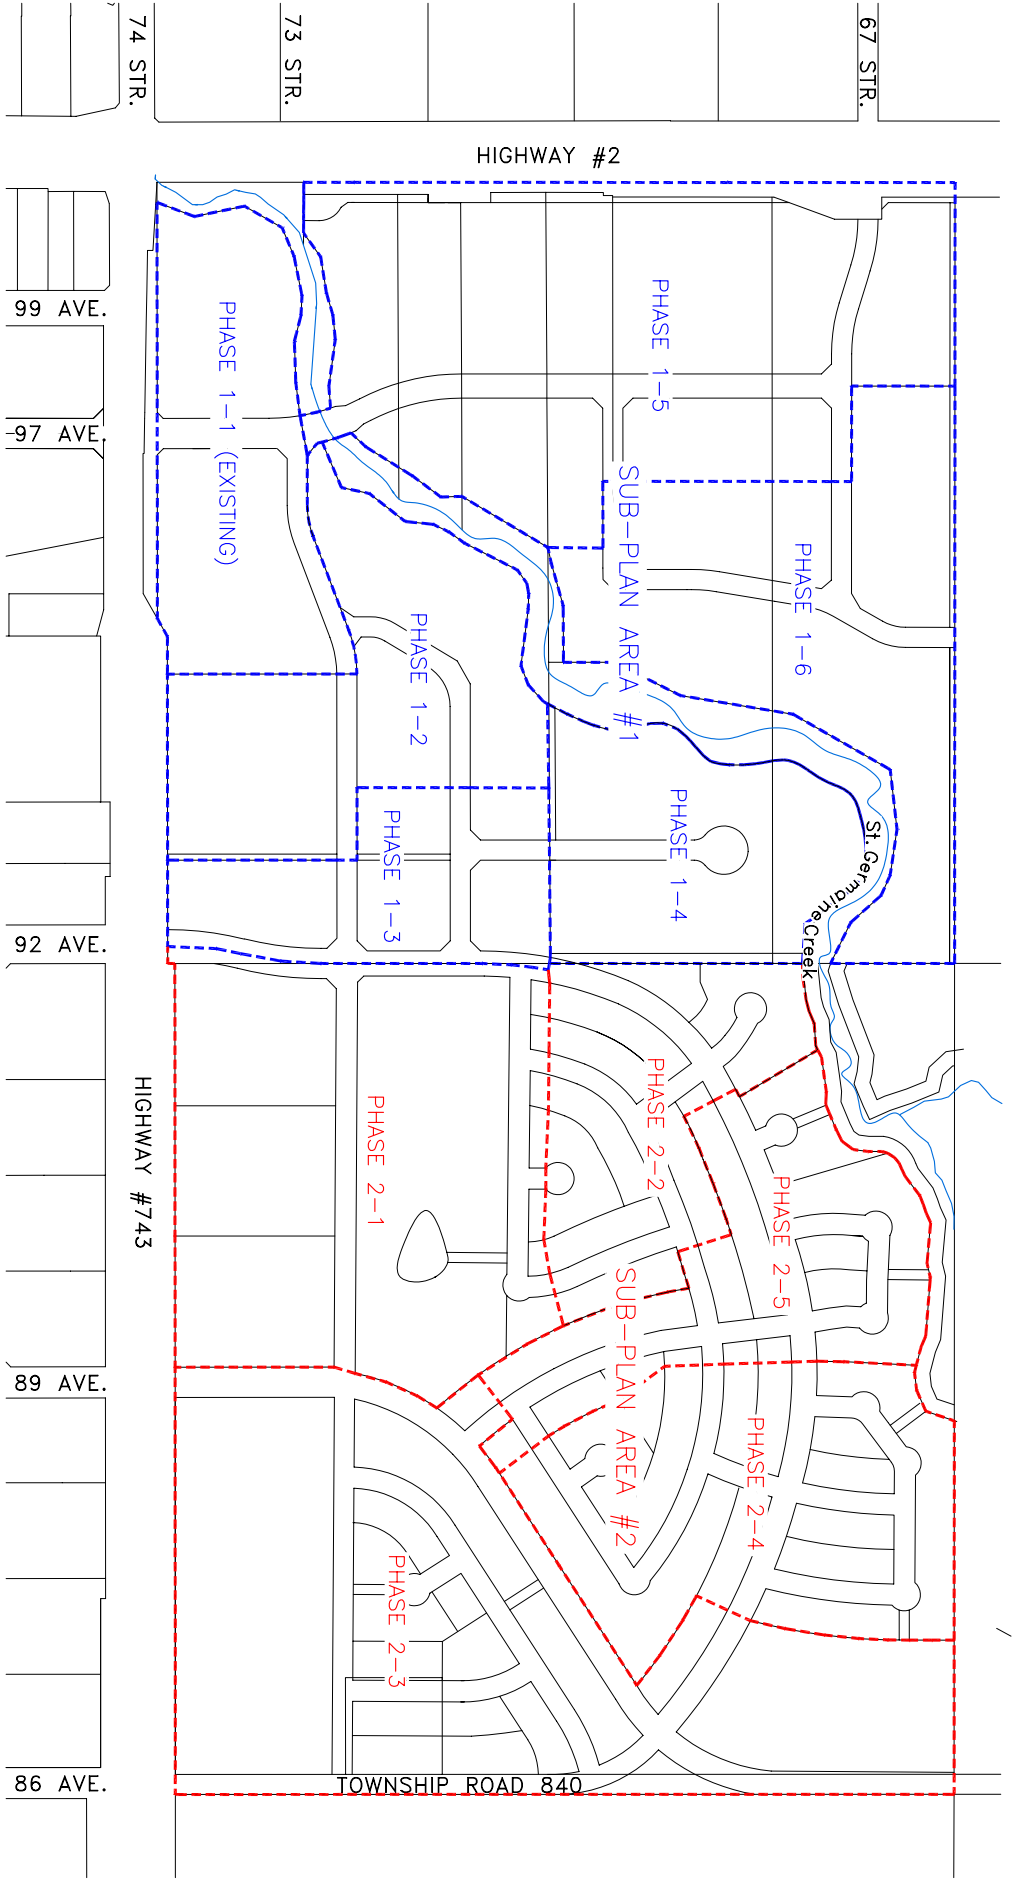 74 STR.
73 STR.
67 STR.
HIGHWAY #2
99 AVE.
PHASE 1-1 (EXISTING)
PHASE 1-5
97 AVE.
SUB-PLAN AREA #1
PHASE 1-6
PHASE 1-2
PHASE 1-3
PHASE 1-4
St. Germaine Creek
92 AVE.
HIGHWAY #743
PHASE 2-1
PHASE 2-2
PHASE 2-5
SUB-PLAN AREA #2
89 AVE.
PHASE 2-4
PHASE 2-3
86 AVE.
TOWNSHIP ROAD 840